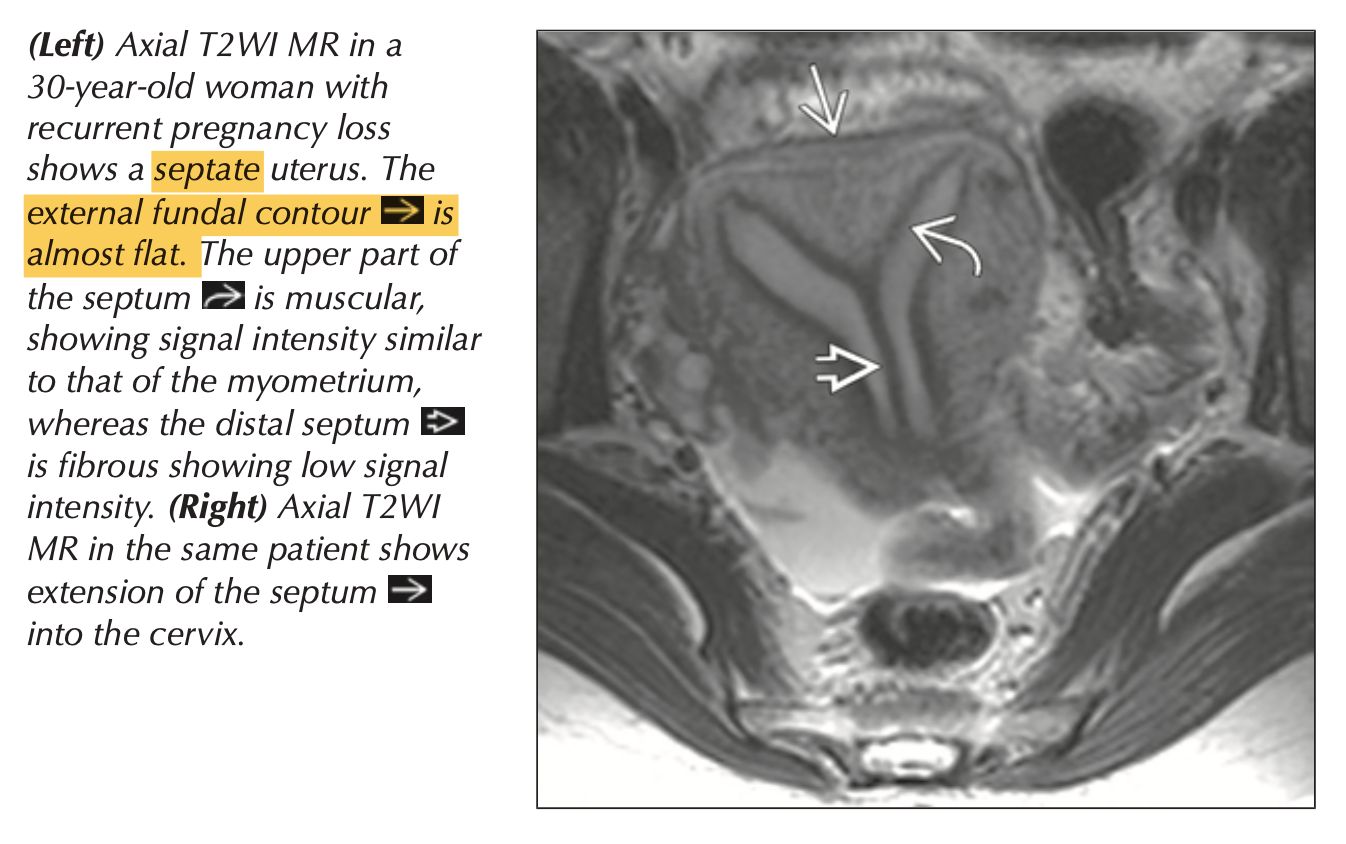 (Left) Axial T2WI MR in a
30-year-old woman with
recurrent pregnancy loss
shows a septate uterus. The
external fundal contour is
almost flat. The upper part of
the septum is muscular,
showing signal intensity similar
to that of the myometrium,
whereas the distal septum
is fibrous showing low signal
intensity. (Right) Axial T2WI
MR in the same patient shows
extension of the septum
into the cervix.